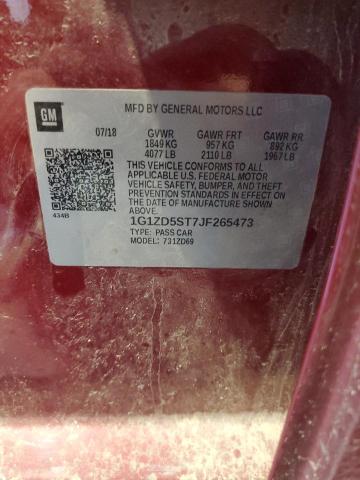 GM
MFD BY GENERAL MOTORS LLC
07/18 GVWR GAWR FRT GAWR RR
1849 KG 957 KG 892 KG
4077 LB 2110 LB 1967 LB
THIS VEHICLE CONFORMS TO ALL
APPLICABLE U.S. FEDERAL MOTOR
VEHICLE SAFETY, BUMPER, AND THEFT
PREVENTION STANDARDS IN EFFECT ON
THE DATE OF MANUFACTURE SHOWN
ABOVE.
434B
1G1ZD5ST7JF265473
TYPE: PASS CAR
MODEL: 731ZD69